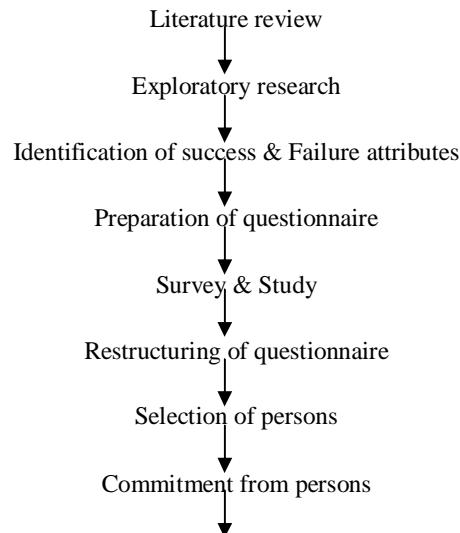 Literature review
Exploratory research
Identification of success & Failure attributes
Preparation of questionnaire
Survey & Study
Restructuring of questionnaire
Selection of persons
Commitment from persons